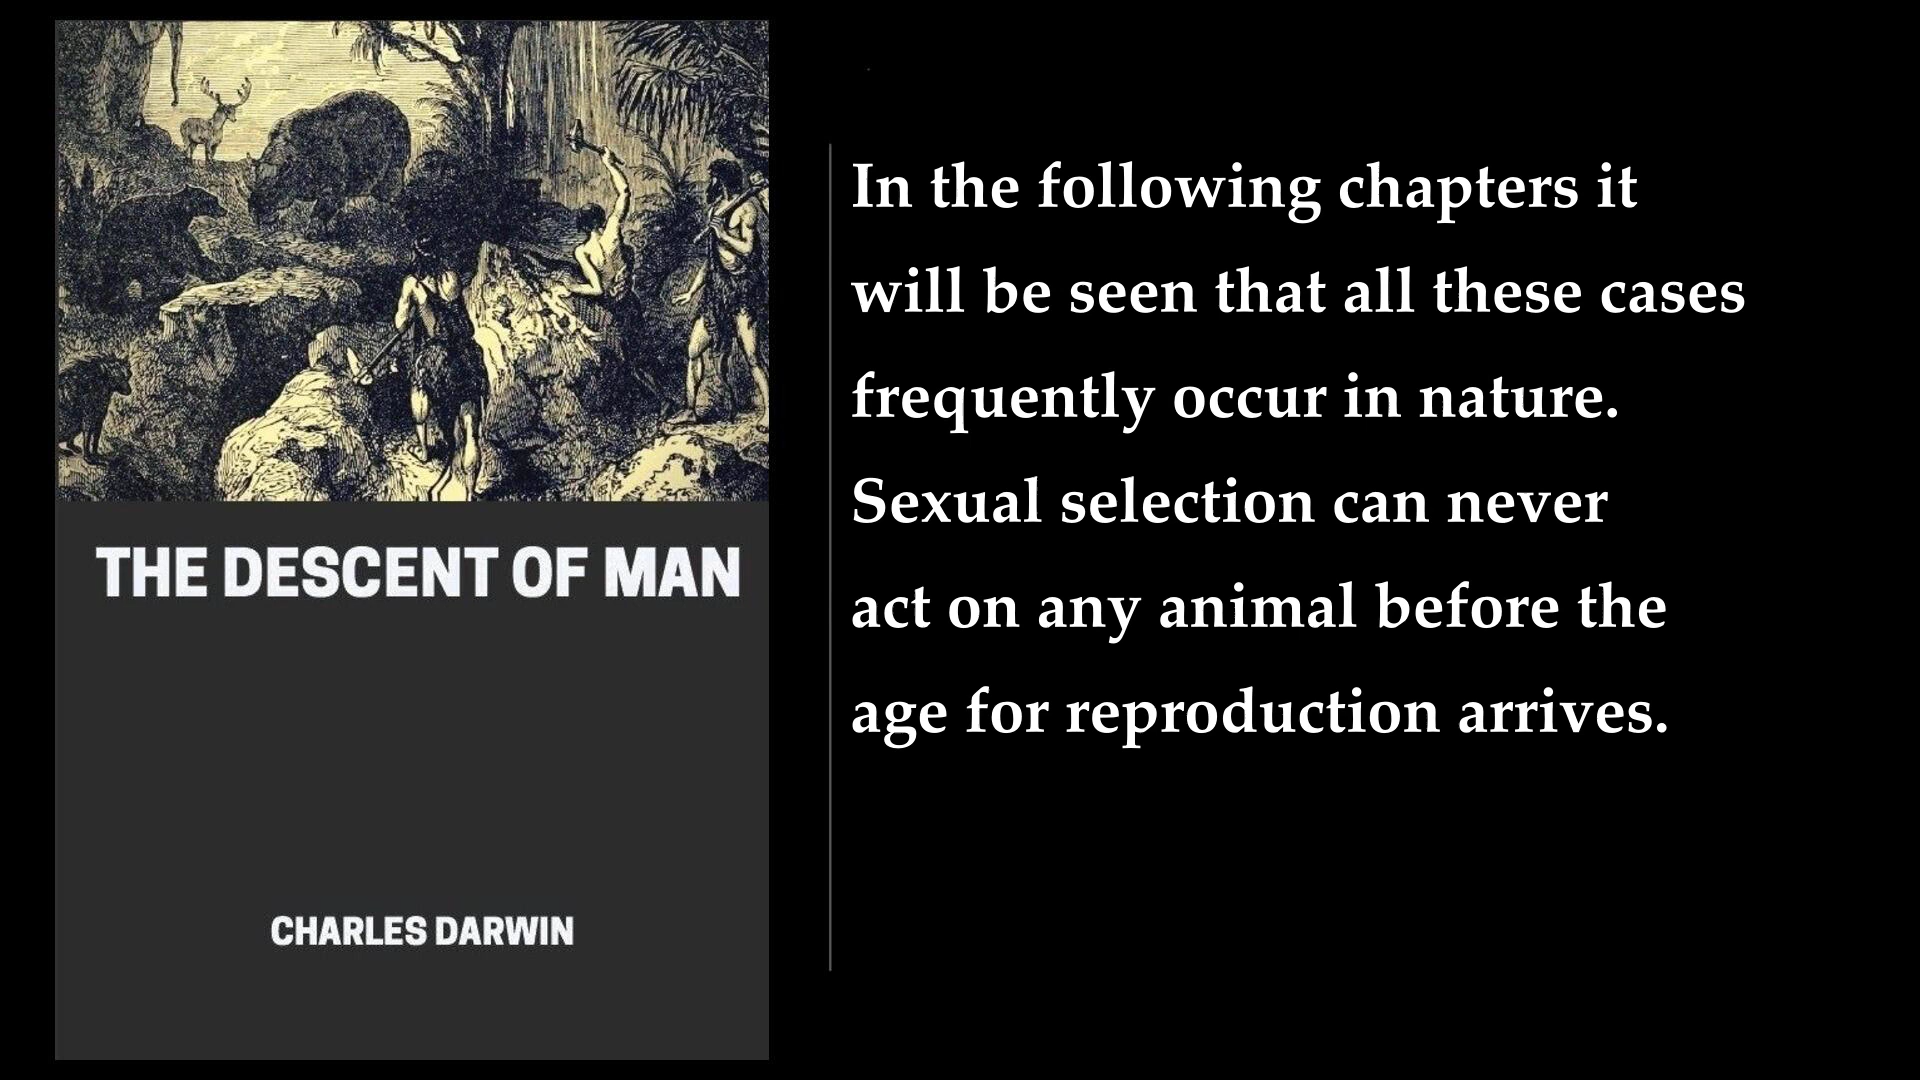 THE DESCENT OF MAN
CHARLES DARWIN
In the following chapters it
will be seen that all these cases
frequently occur in nature.
Sexual selection can never
act on any animal before the
age for reproduction arrives.